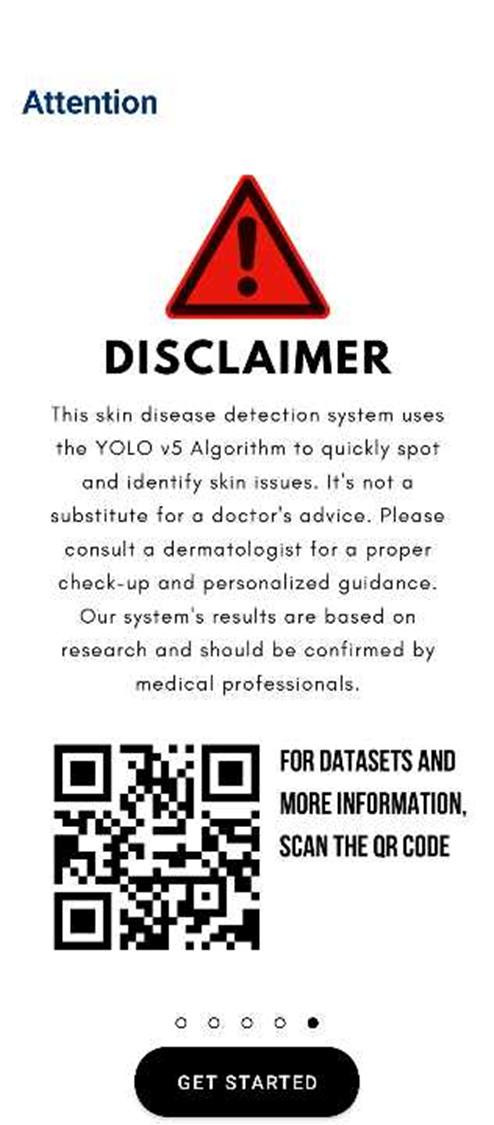 Attention
DISCLAIMER
This skin disease detection system uses
the YOLO v5 Algorithm to quickly spot
and identify skin issues. It's not a
substitute for a doctor's advice. Please
consult a dermatologist for a proper
check-up and personalized guidance.
Our system's results are based on
research and should be confirmed by
medical professionals.
FOR DATASETS AND
MORE INFORMATION,
SCAN THE QR CODE
GET STARTED